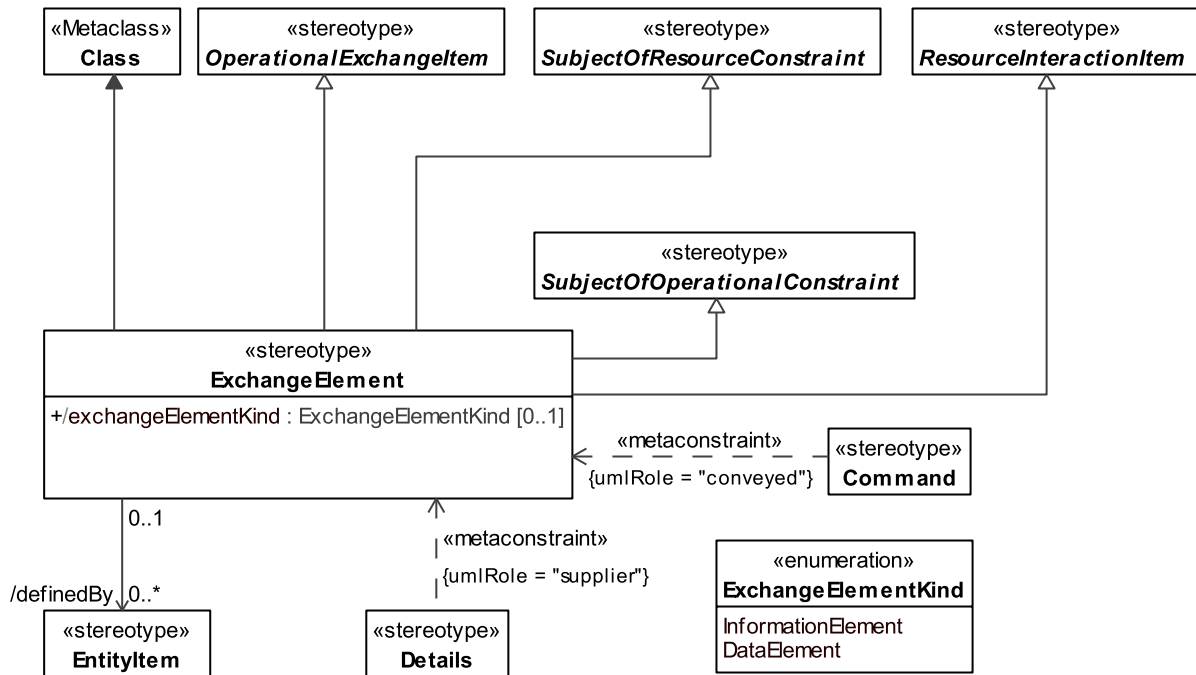 «Metaclass»
Class
«stereotype»
OperationalExchangeItem
«stereotype»
SubjectOfResourceConstraint
«stereotype»
ResourceInteractionItem
«stereotype»
SubjectOfOperationalConstraint
«stereotype»
ExchangeElement
+/exchangeElementKind : ExchangeElementKind [0..1]
«metaconstraint»
{umlRole = "conveyed"}
«stereotype»
Command
0..1
/definedBy
0..*
«metaconstraint»
{umlRole = "supplier"}
«stereotype»
EntityItem
«stereotype»
Details
«enumeration»
ExchangeElementKind
InformationElement
DataElement